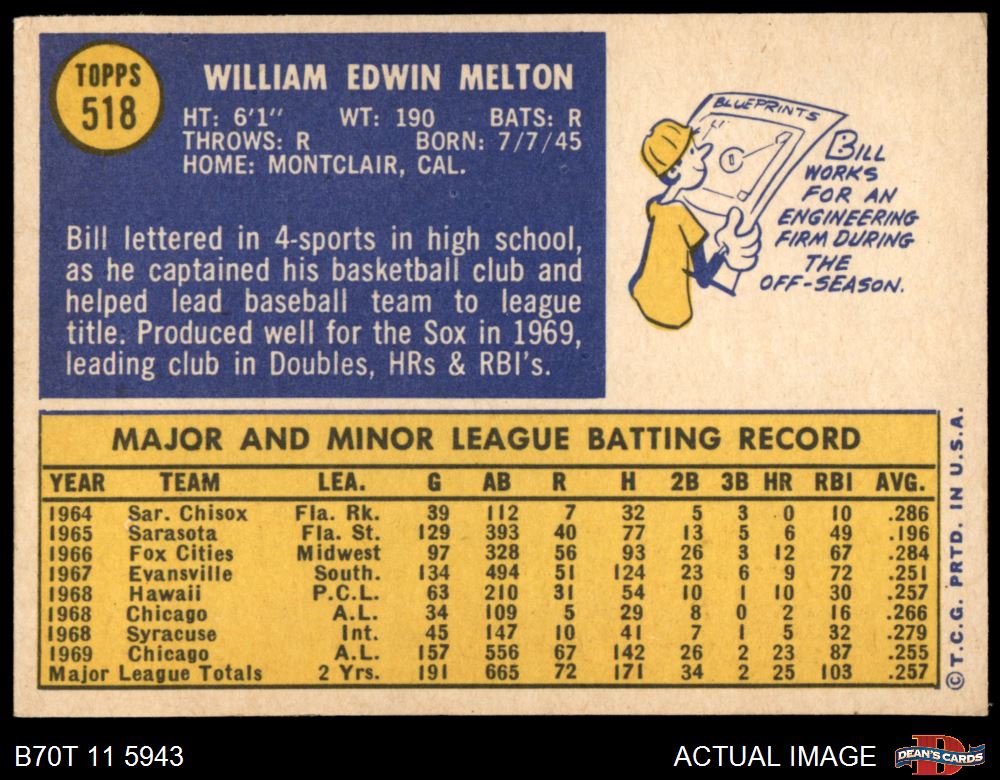 TOPPS
518
WILLIAM EDWIN MELTON
HT: 6'1" WT: 190 BATS: R
THROWS: R BORN: 7/7/45
HOME: MONTCLAIR, CAL.
Bill lettered in 4-sports in high school,
as he captained his basketball club and
helped lead baseball team to league
title. Produced well for the Sox in 1969,
leading club in Doubles, HRs & RBI's.
BLUEPRINTS
BILL
WORKS
FOR AN
ENGINEERING
FIRM DURING
THE
OFF-SEASON.
MAJOR AND MINOR LEAGUE BATTING RECORD
YEAR TEAM LEA. G AB R H 2B 3B HR RBI AVG.
1964 Sar. Chisox Fla. Rk. 39 112 7 32 5 3 0 10 .286
1965 Sarasota Fla. St. 129 393 40 77 13 5 6 49 .196
1966 Fox Cities Midwest 97 328 56 93 26 3 12 67 .284
1967 Evansville South. 134 494 51 124 23 6 9 72 .251
1968 Hawaii P.C.L. 63 210 31 54 10 1 10 30 .257
1968 Chicago A.L. 34 109 5 29 8 0 2 16 .266
1968 Syracuse Int. 45 147 10 41 7 1 5 32 .279
1969 Chicago A.L. 157 556 67 142 26 2 23 87 .255
Major League Totals 2 Yrs. 191 665 72 171 34 2 25 103 .257
©T.C.G. PRTD. IN U.S.A.
B70T 11 5943
ACTUAL IMAGE
DEAN'S CARDS